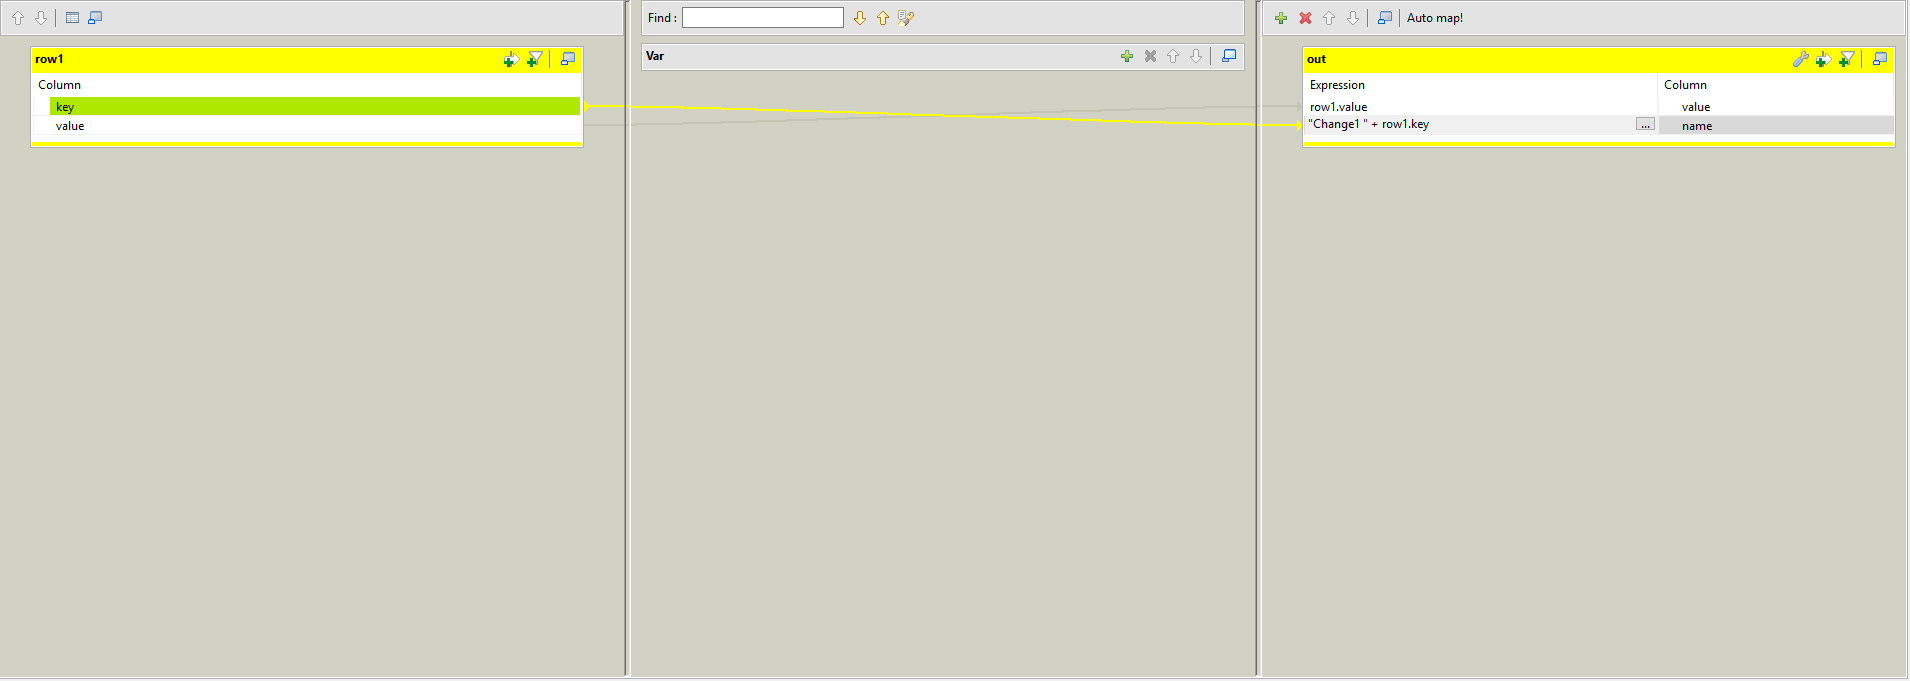 Find :
Auto map!
row1
Var
out
Column
Expression
Column
key
row1.value
value
value
"Change1 " + row1.key
...
name